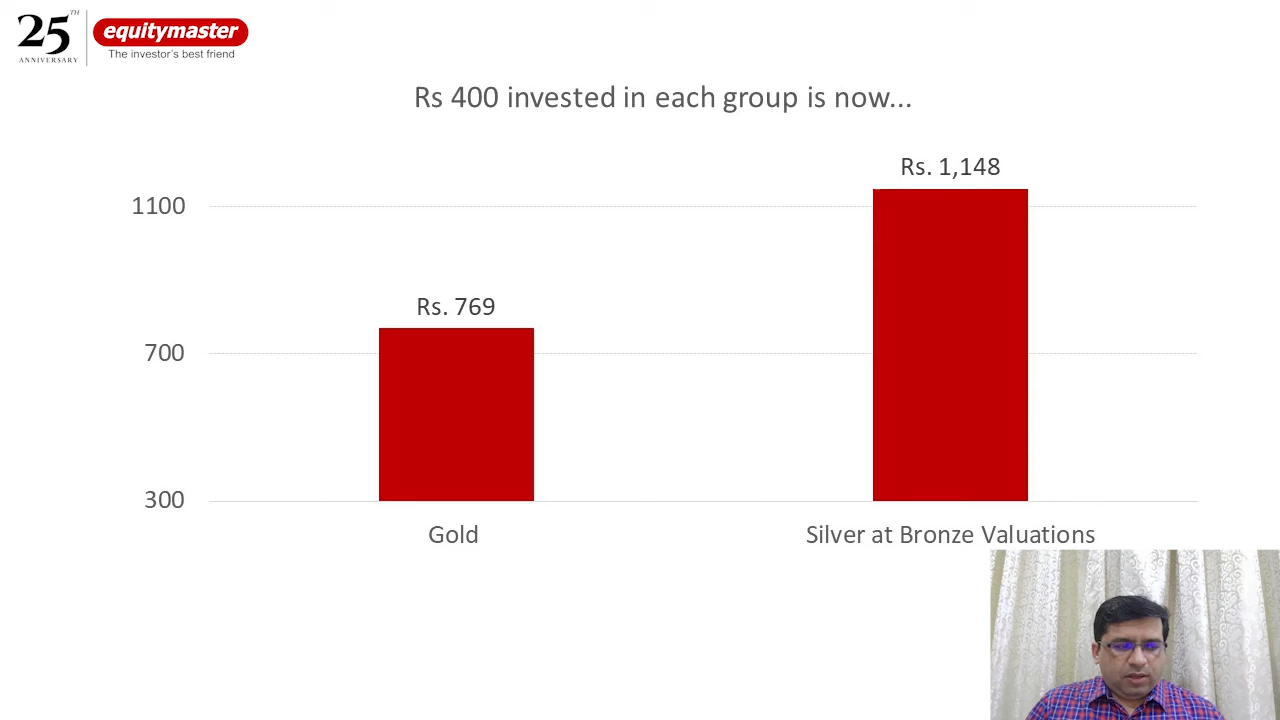 25TH
ANNIVERSARY
equitymaster
The investor's best friend
Rs 400 invested in each group is now...
Rs. 1,148
1100
Rs. 769
700
300
Gold
Silver at Bronze Valuations